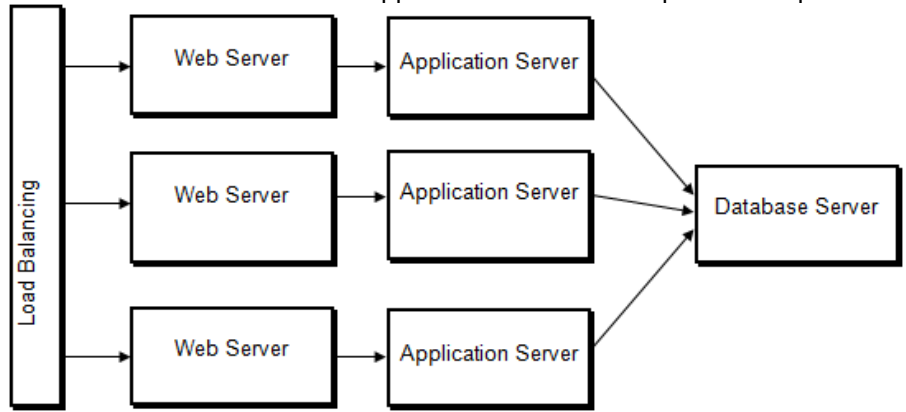 Web Server
Application Server
Web Server
Application Server
Database Server
Load Balancing
Web Server
Application Server